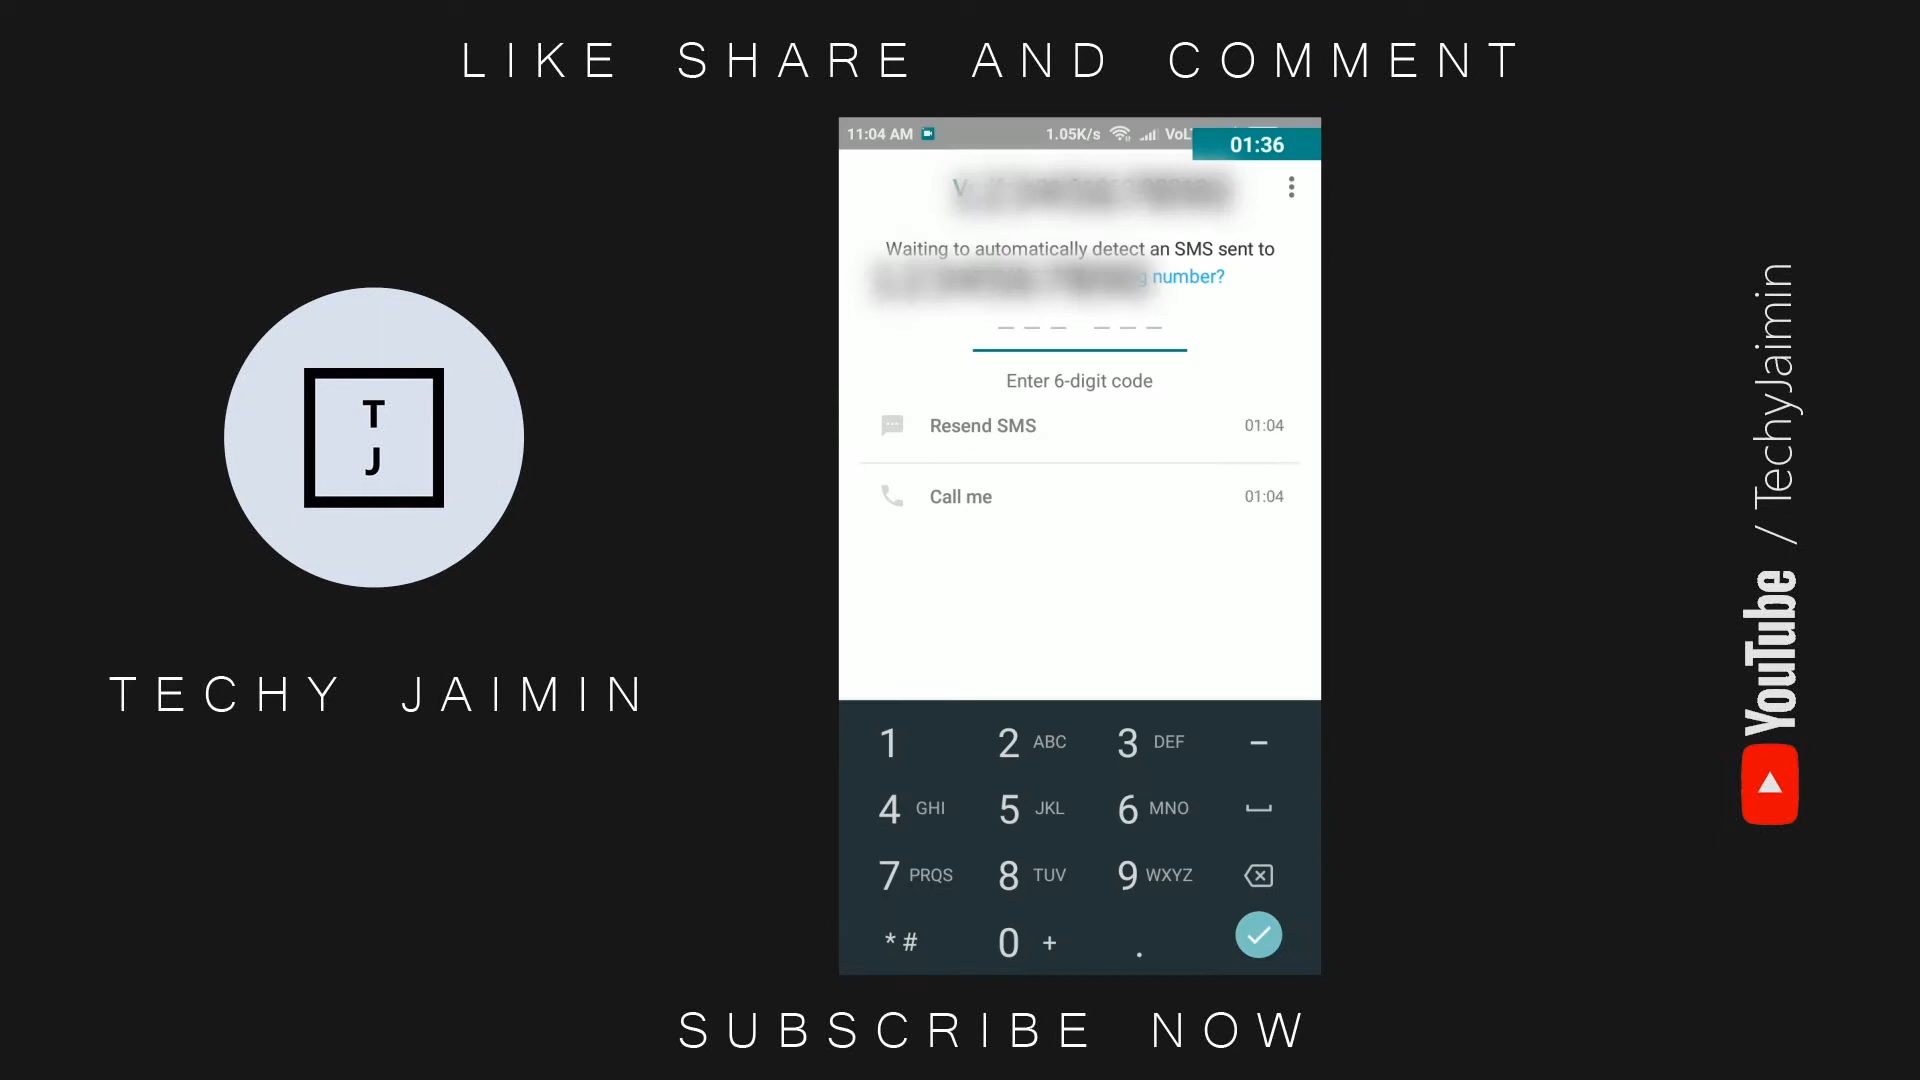 LIKE SHARE AND COMMENT
11:04 AM 1.05K/s
01:36
Waiting to automatically detect an SMS sent to
number?
Enter 6-digit code
Resend SMS 01:04
Call me 01:04
1 2 ABC 3 DEF –
4 GHI 5 JKL 6 MNO
7 PRQS 8 TUV 9 WXYZ
* # 0 + .
T
J
TECHY JAIMIN
SUBSCRIBE NOW
YouTube / TechyJaimin